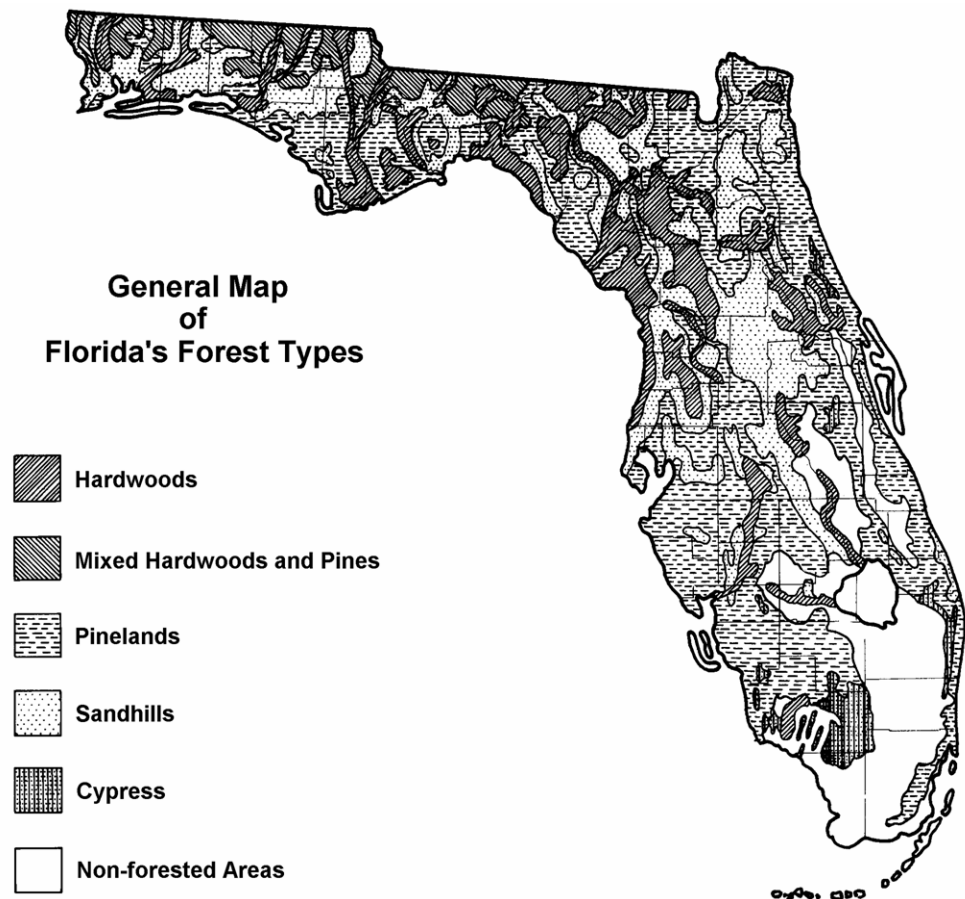 General Map
of
Florida's Forest Types
Hardwoods
Mixed Hardwoods and Pines
Pinelands
Sandhills
Cypress
Non-forested Areas